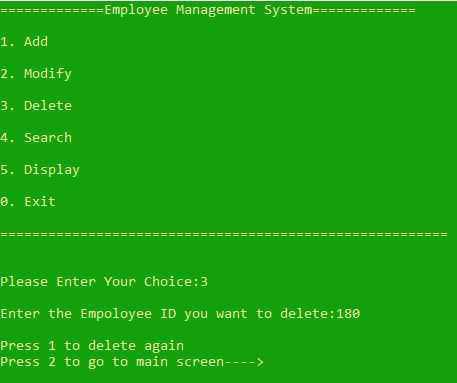 =============Employee Management System=============
1. Add
2. Modify
3. Delete
4. Search
5. Display
0. Exit
========================================================
Please Enter Your Choice:3
Enter the Empoloyee ID you want to delete:180
Press 1 to delete again
Press 2 to go to main screen---->